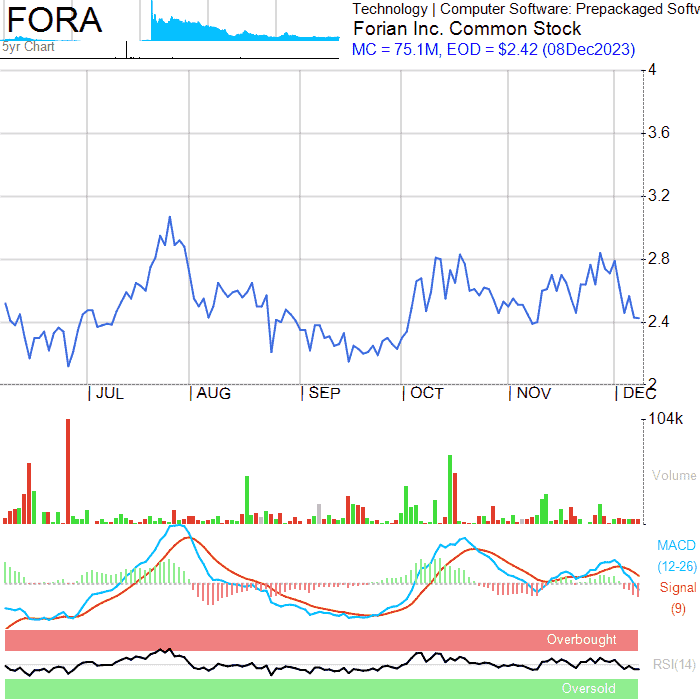 FORA
Technology | Computer Software: Prepackaged Softw
Forian Inc. Common Stock
5yr Chart
MC = 75.1M, EOD = $2.42 (08Dec2023)
4
3.6
3.2
2.8
2.4
2
| JUL | AUG | SEP | OCT | NOV | DEC
104k
Volume
MACD
(12-26)
Signal
(9)
Overbought
RSI(14)
Oversold